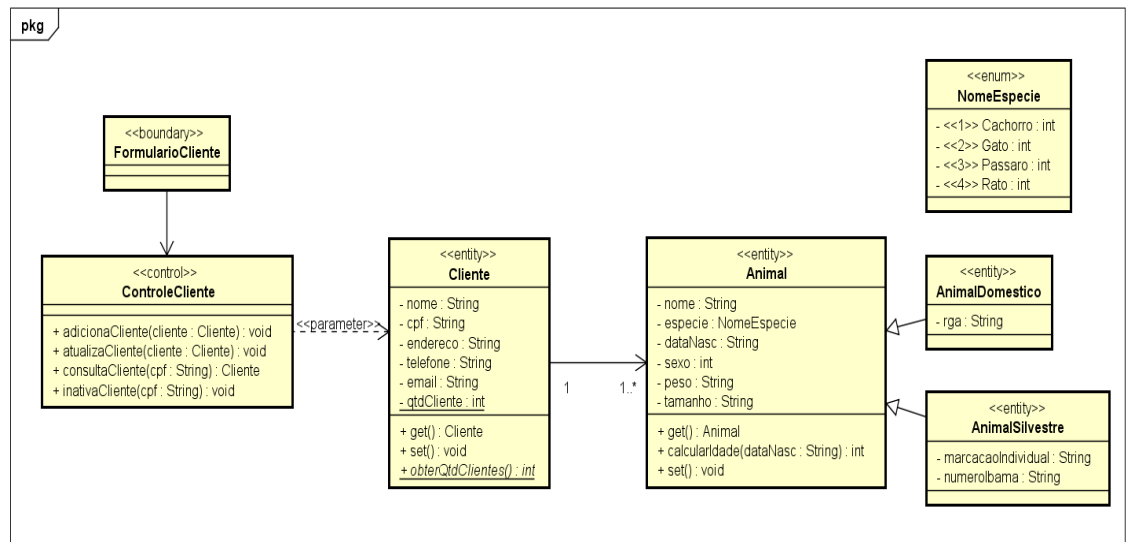 pkg
<<boundary>>
FormularioCliente
<<control>>
ControleCliente
+ adicionaCliente(cliente : Cliente) : void
+ atualizaCliente(cliente : Cliente) : void
+ consultaCliente(cpf : String) : Cliente
+ inativaCliente(cpf : String) : void
<<parameter>>
<<entity>>
Cliente
- nome : String
- cpf : String
- endereco : String
- telefone : String
- email : String
- qtdCliente : int
+ get() : Cliente
+ set() : void
+ obterQtdClientes() : int
1
1..*
<<entity>>
Animal
- nome : String
- especie : NomeEspecie
- dataNasc : String
- sexo : int
- peso : String
- tamanho : String
+ get() : Animal
+ calcularIdade(dataNasc : String) : int
+ set() : void
<<enum>>
NomeEspecie
- <<1>> Cachorro : int
- <<2>> Gato : int
- <<3>> Passaro : int
- <<4>> Rato : int
<<entity>>
AnimalDomestico
- rga : String
<<entity>>
AnimalSilvestre
- marcacaoIndividual : String
- numeroIbama : String